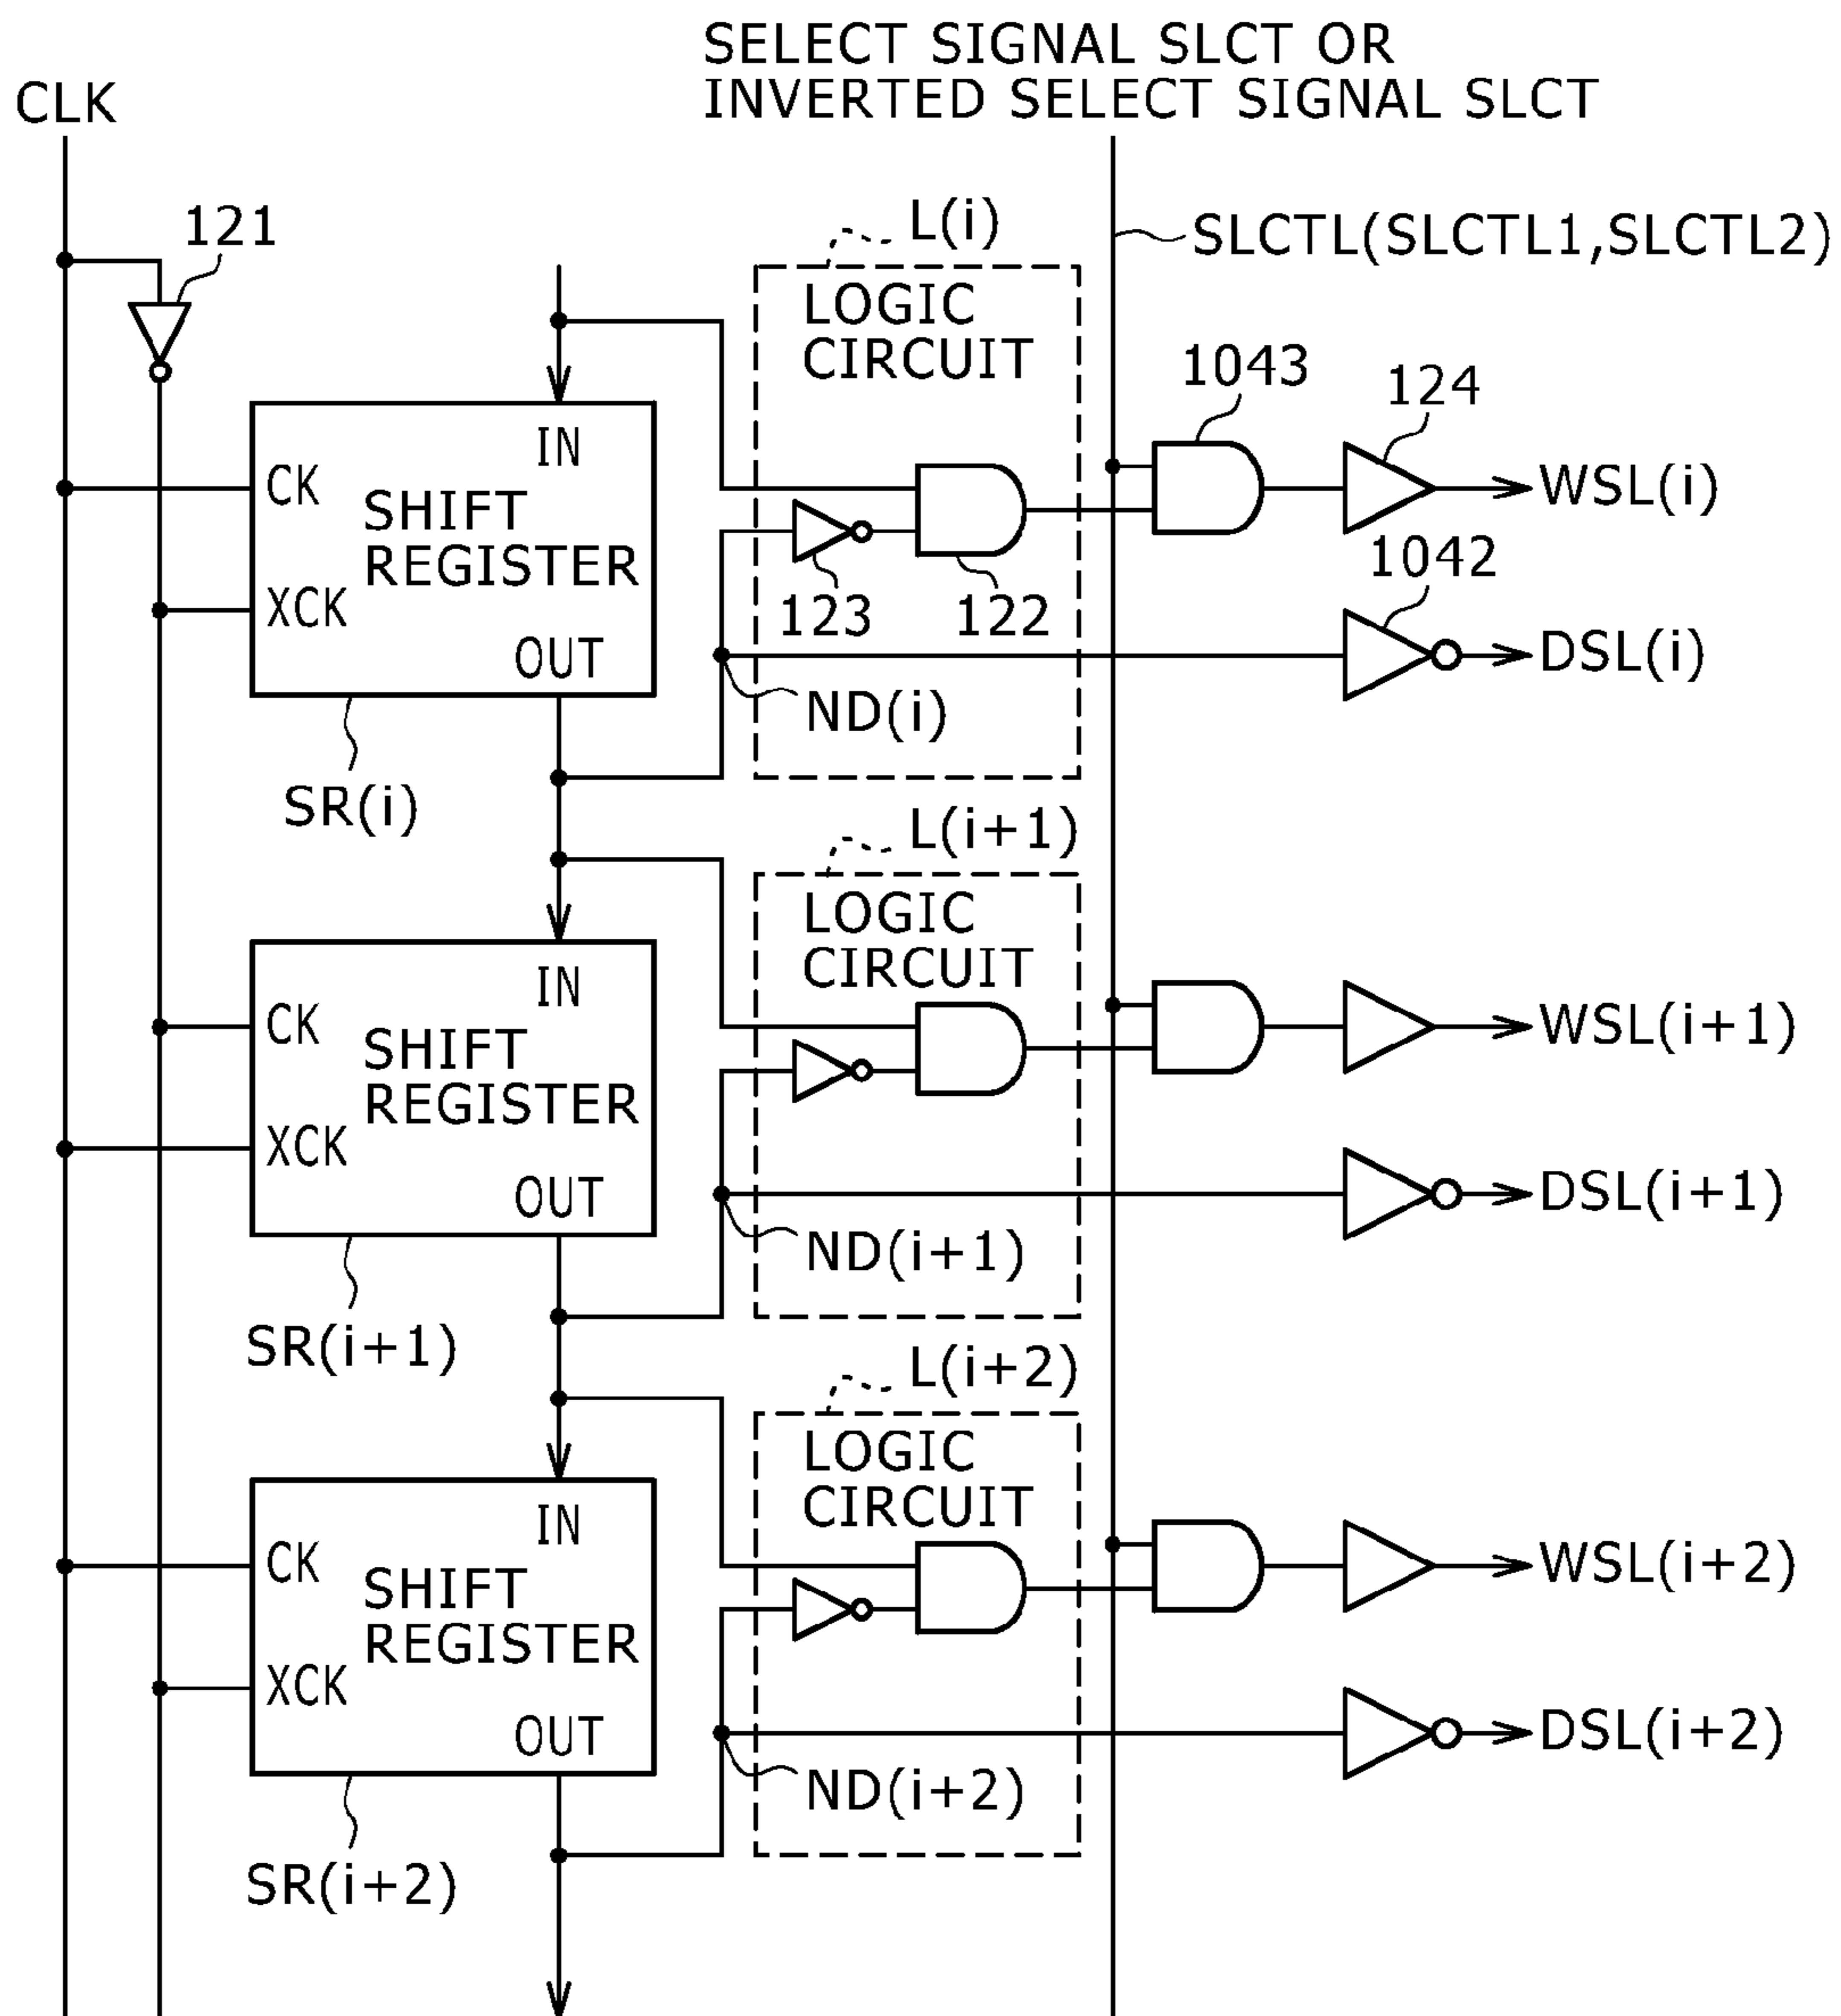 SELECT SIGNAL SLCT OR
INVERTED SELECT SIGNAL SLCT
CLK
121
L(i)
SLCTL(SLCTL1,SLCTL2)
LOGIC
CIRCUIT
1043
124
IN
CK
SHIFT
REGISTER
WSL(i)
1042
XCK
123
122
OUT
DSL(i)
ND(i)
SR(i)
L(i+1)
LOGIC
CIRCUIT
IN
CK
SHIFT
REGISTER
WSL(i+1)
XCK
OUT
DSL(i+1)
ND(i+1)
SR(i+1)
L(i+2)
LOGIC
CIRCUIT
IN
CK
SHIFT
REGISTER
WSL(i+2)
XCK
OUT
DSL(i+2)
ND(i+2)
SR(i+2)